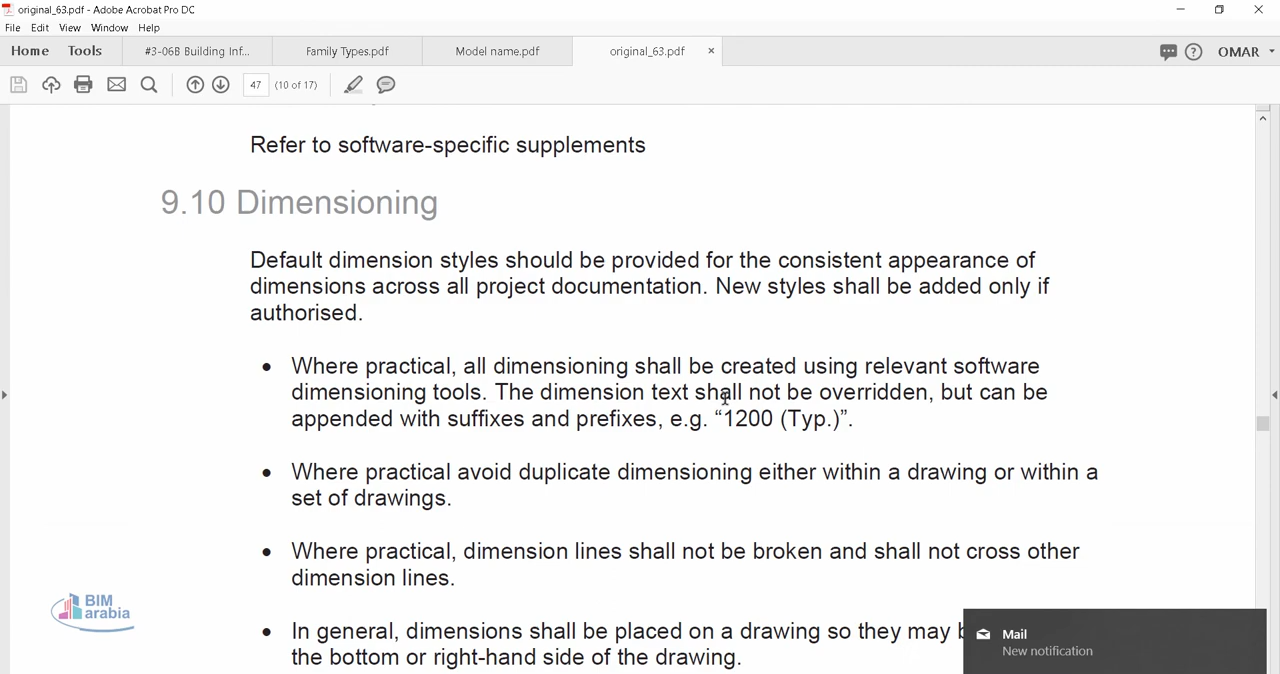 original_63.pdf - Adobe Acrobat Pro DC
File Edit View Window Help
Home Tools #3-06B Building Inf... Family Types.pdf Model name.pdf original_63.pdf × OMAR
47 (10 of 17)
Refer to software-specific supplements
9.10 Dimensioning
Default dimension styles should be provided for the consistent appearance of
dimensions across all project documentation. New styles shall be added only if
authorised.
• Where practical, all dimensioning shall be created using relevant software
dimensioning tools. The dimension text shall not be overridden, but can be
appended with suffixes and prefixes, e.g. “1200 (Typ.)”.
• Where practical avoid duplicate dimensioning either within a drawing or within a
set of drawings.
• Where practical, dimension lines shall not be broken and shall not cross other
dimension lines.
• In general, dimensions shall be placed on a drawing so they may
the bottom or right-hand side of the drawing.
BIM
arabia
Mail
New notification